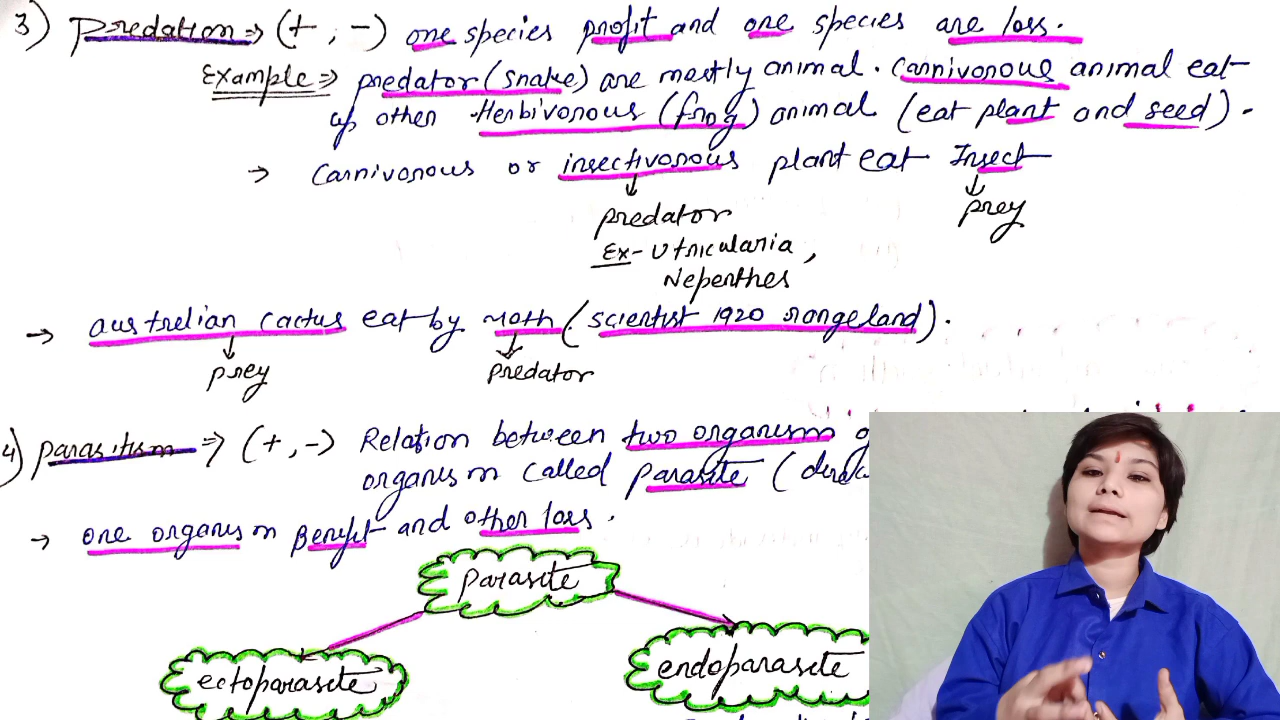 3) predation ⇒ (+, -) one species profit and one species are loss.
Example ⇒ predator (snake) are mostly animal. Carnivorous animal eat
up other Herbivorous (frog) animal (eat plant and seed).
→ Carnivorous or insectivorous plant eat Insect
↓ ↓
predator prey
Ex- Utricularia,
Nepenthes
→ australian cactus eat by moth (scientist 1920 rangeland).
↓ ↓
prey predator
4) parasitism ⇒ (+, -) Relation between two organism
organism called parasite (
→ one organism Benefit and other loss.
parasite
ectoparasite endoparasite